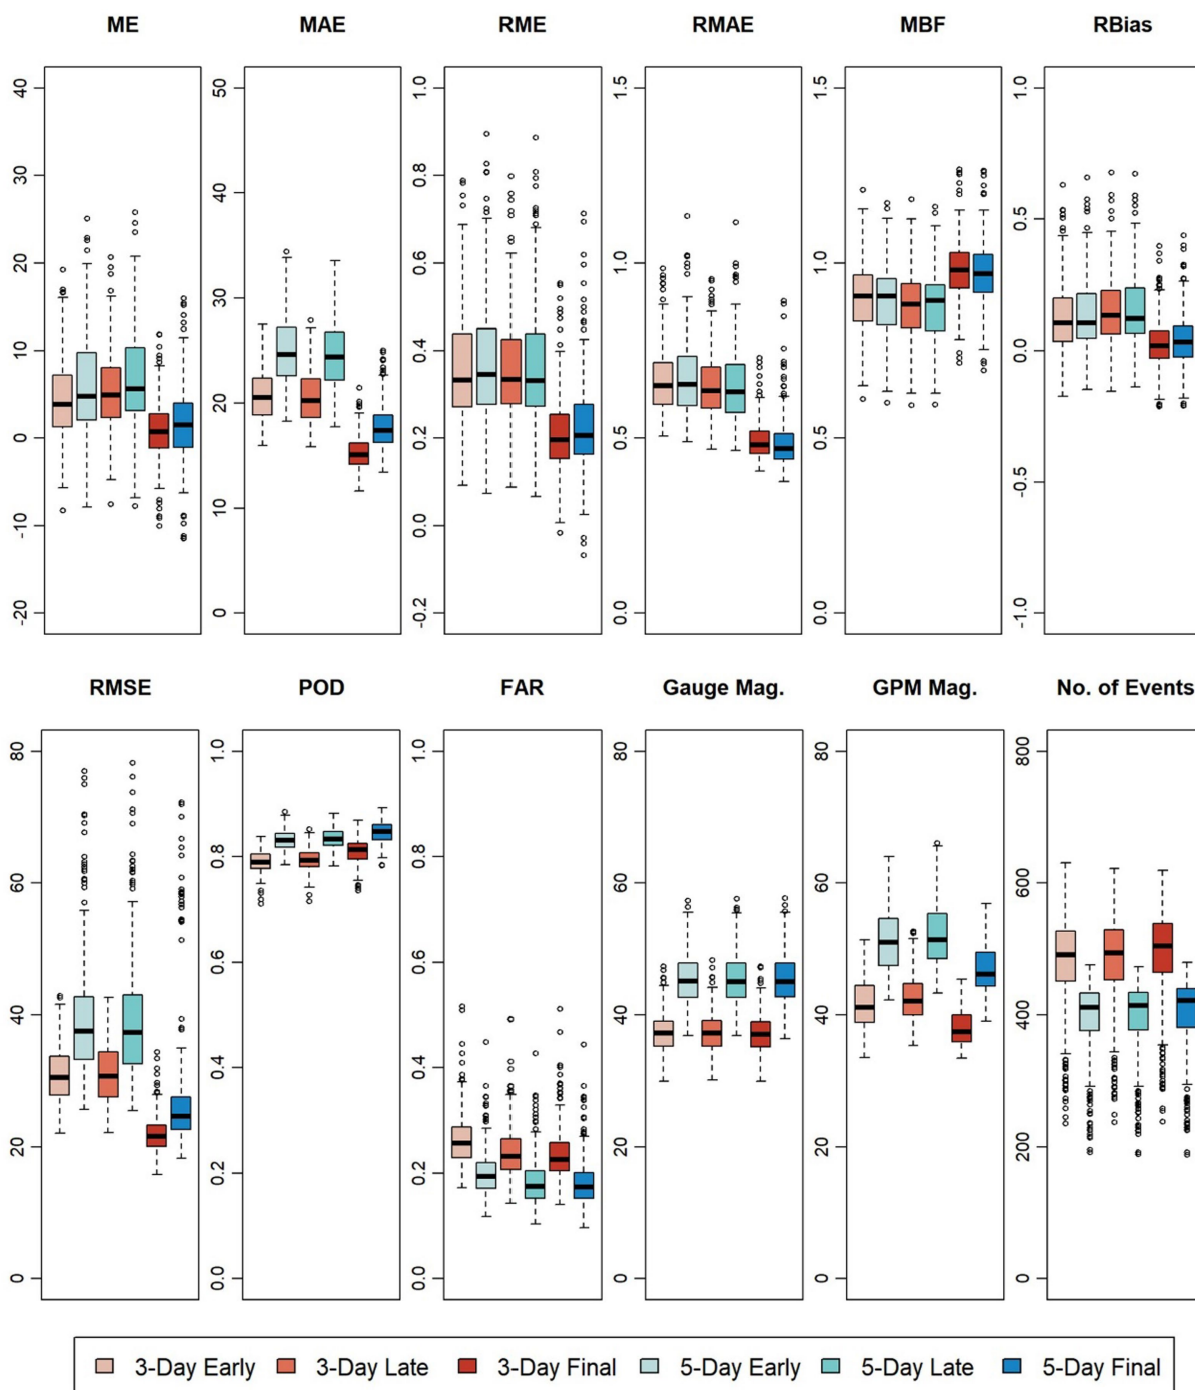 ME MAE RME RMAE MBF RBias
40 50 1.0 1.5 1.5 1.0
30 40 0.8 1.0 1.0 0.5
20 30 0.6 0.5 0.5 0.0
10 20 0.4 0.0 0.0 -0.5
0 10 0.2 -1.0
-10 0 0.0
-20 -0.2
RMSE POD FAR Gauge Mag. GPM Mag. No. of Events
80 1.0 1.0 80 80 800
60 0.8 0.8 60 60 600
40 0.6 0.6 40 40 400
20 0.4 0.4 20 20 200
0 0.2 0.2 0 0 0
0.0 0.0
3-Day Early 3-Day Late 3-Day Final 5-Day Early 5-Day Late 5-Day Final